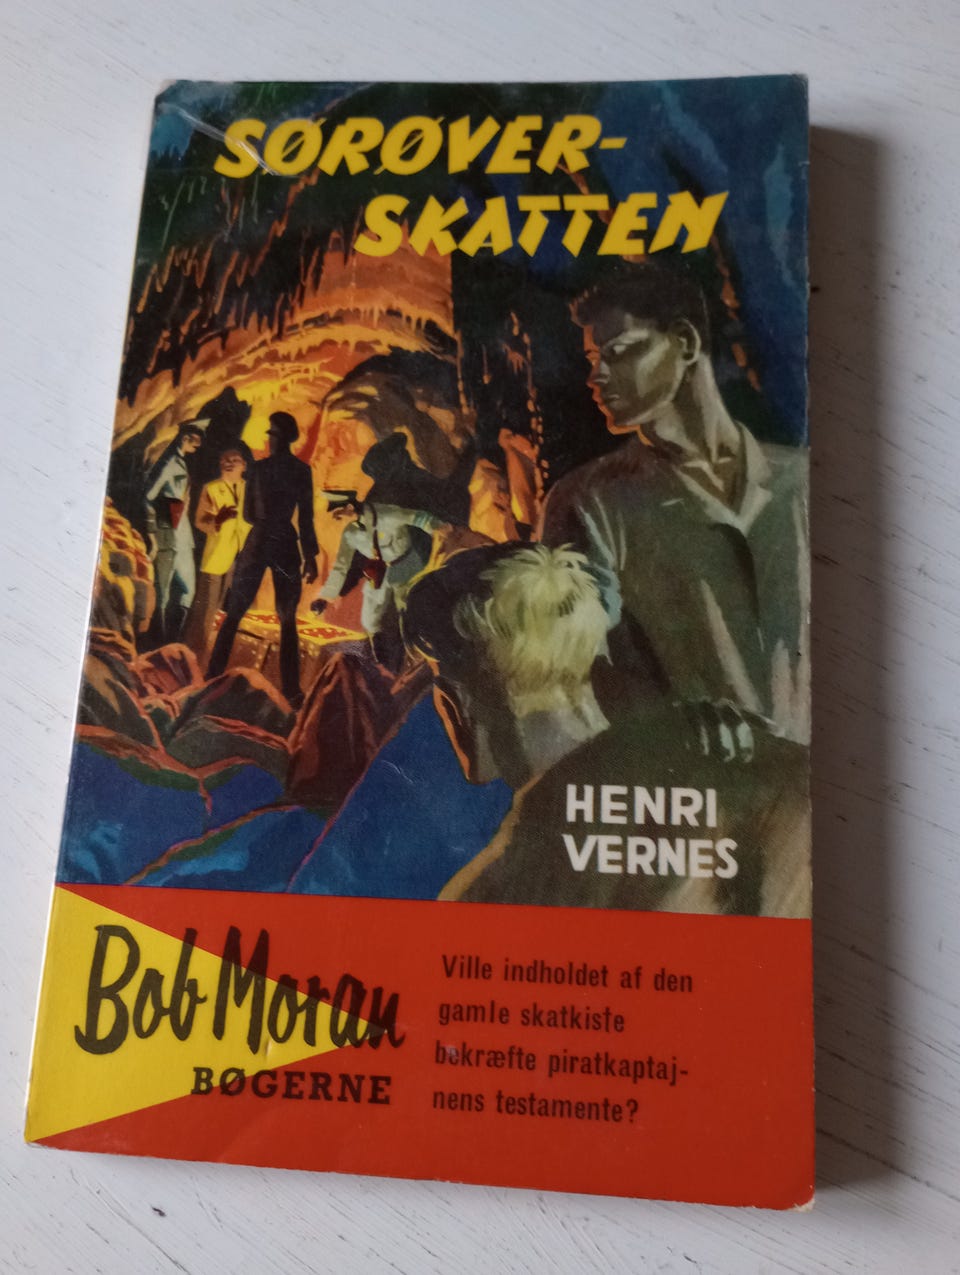 SØRØVER-
SKATTEN
HENRI
VERNES
Bob Moran
BØGERNE
Ville indholdet af den
gamle skatkiste
bekræfte piratkaptaj-
nens testamente?